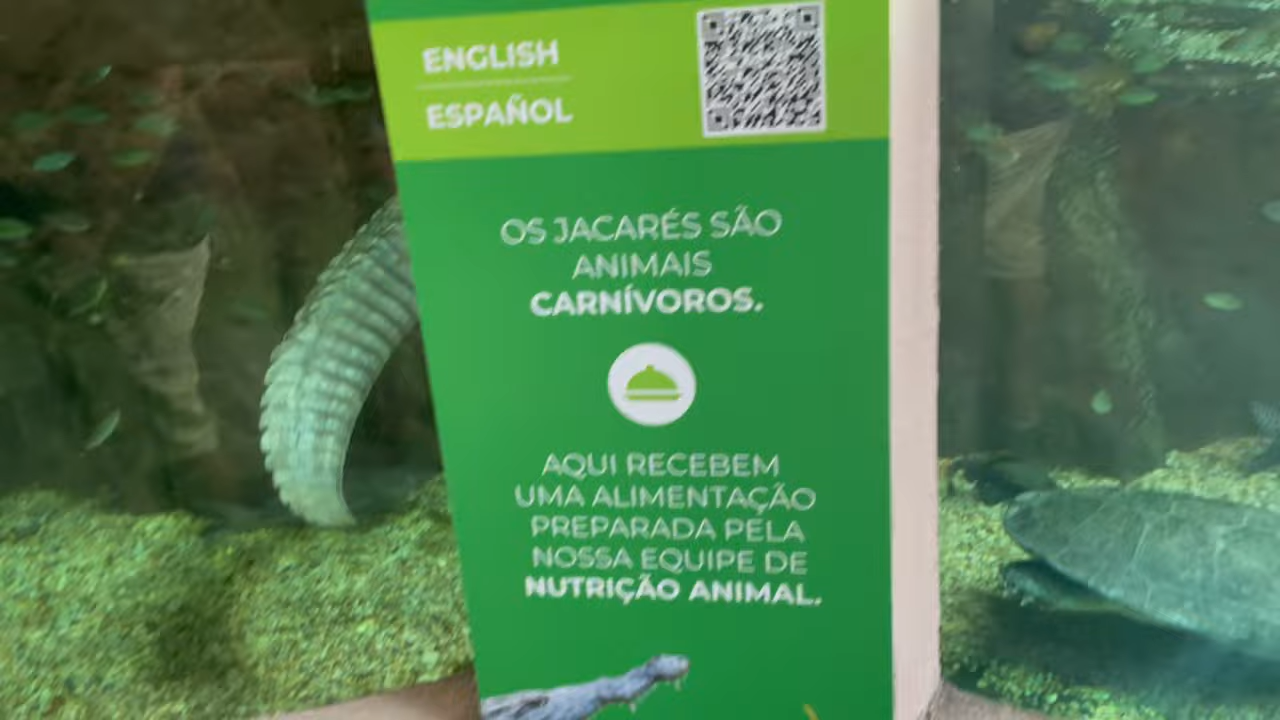 ENGLISH
ESPAÑOL
OS JACARÉS SÃO
ANIMAIS
CARNÍVOROS.
AQUI RECEBEM
UMA ALIMENTAÇÃO
PREPARADA PELA
NOSSA EQUIPE DE
NUTRIÇÃO ANIMAL.